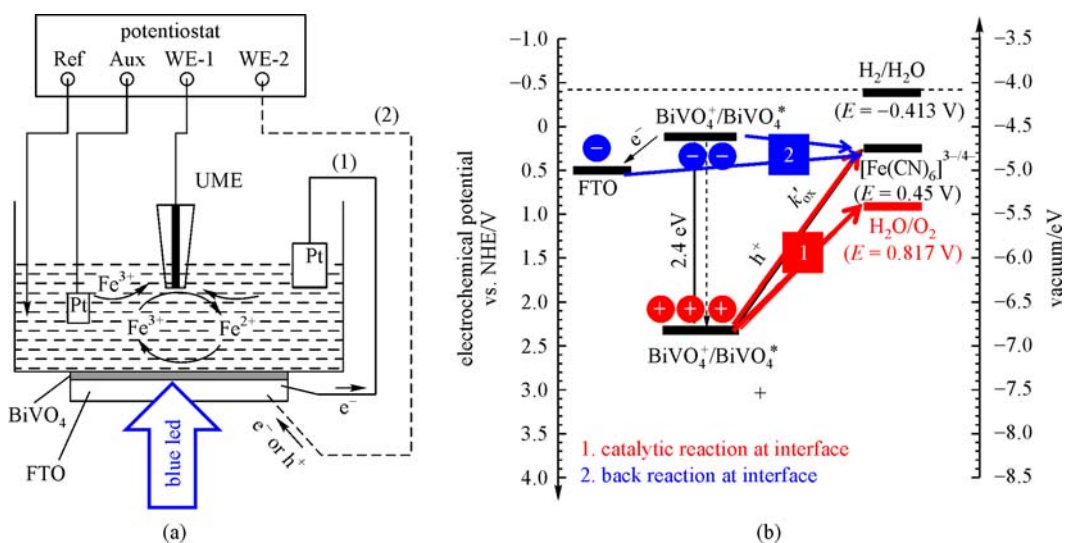 potentiostat
Ref Aux WE-1 WE-2
(2)
(1)
UME
Pt
Fe³⁺
Pt
Fe³⁺ Fe²⁺
BiVO₄
e⁻
FTO
e⁻ or h⁺
blue led
(a)
electrochemical potential
vs. NHE/V
−1.0
−0.5
0
0.5
1.0
1.5
2.0
2.5
3.0
3.5
4.0
H₂/H₂O
(E = −0.413 V)
BiVO₄⁺/BiVO₄*
e⁻
− − −
2
FTO
[Fe(CN)₆]³⁻/⁴⁻
(E = 0.45 V)
k′ox
H₂O/O₂
(E = 0.817 V)
2.4 eV
h⁺
1
+ + +
BiVO₄⁺/BiVO₄*
+
1. catalytic reaction at interface
2. back reaction at interface
−3.5
−4.0
−4.5
−5.0
−5.5
−6.0
−6.5
−7.0
−7.5
−8.0
−8.5
vacuum/eV
(b)